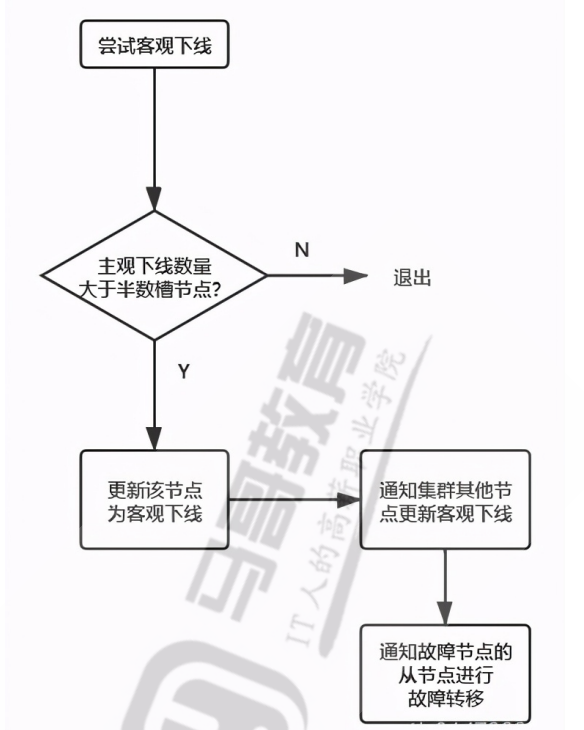 尝试客观下线
主观下线数量
大于半数槽节点？
N
退出
Y
更新该节点
为客观下线
通知集群其他节
点更新客观下线
通知故障节点的
从节点进行
故障转移
马哥教育
IT人的高薪职业学院